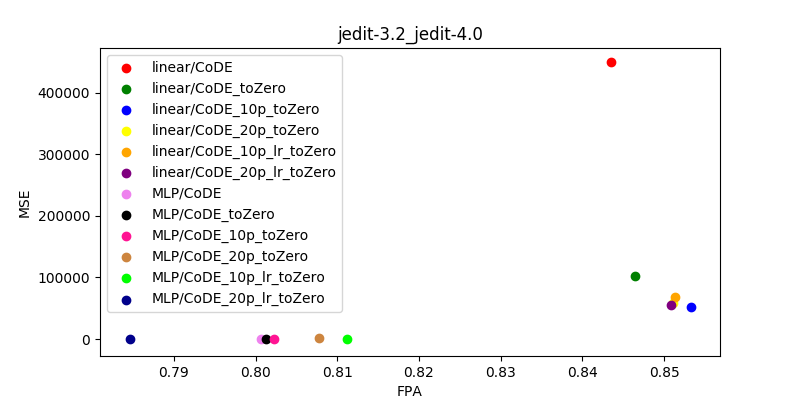 jedit-3.2_jedit-4.0
linear/CoDE
linear/CoDE_toZero
linear/CoDE_10p_toZero
linear/CoDE_20p_toZero
linear/CoDE_10p_lr_toZero
linear/CoDE_20p_lr_toZero
MLP/CoDE
MLP/CoDE_toZero
MLP/CoDE_10p_toZero
MLP/CoDE_20p_toZero
MLP/CoDE_10p_lr_toZero
MLP/CoDE_20p_lr_toZero
MSE
400000
300000
200000
100000
0
0.79 0.80 0.81 0.82 0.83 0.84 0.85
FPA